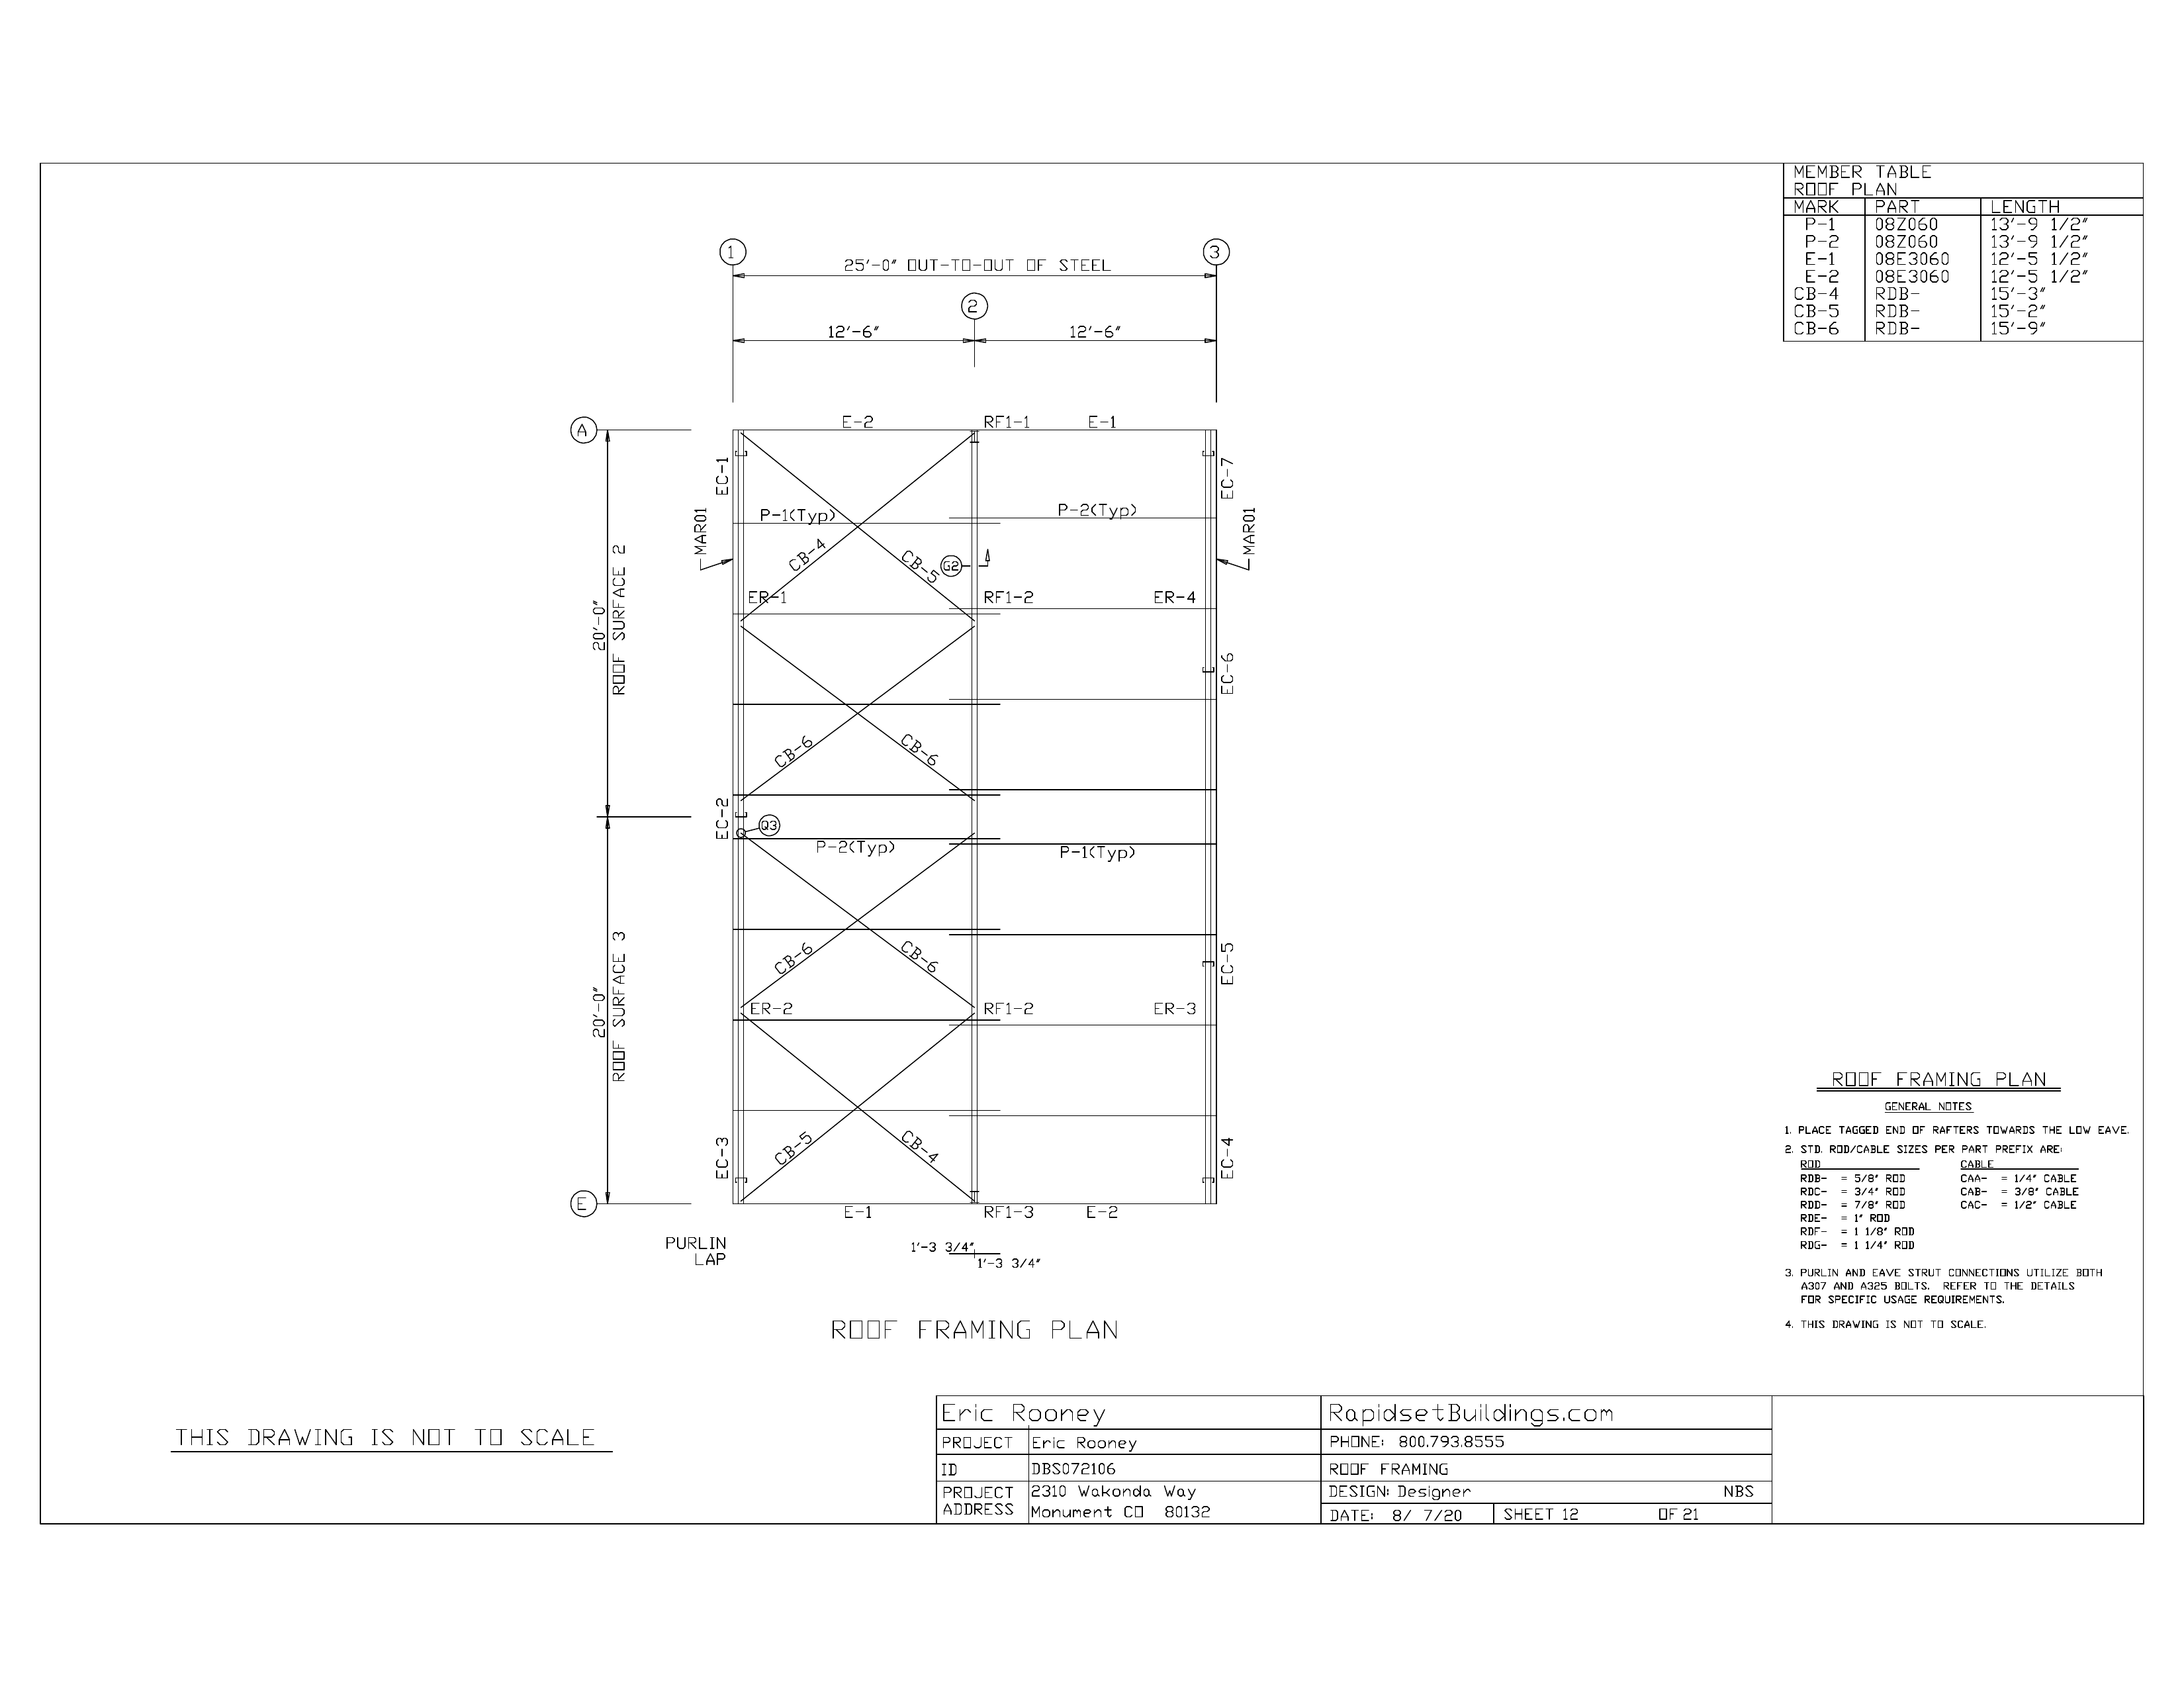 MEMBER TABLE
ROOF PLAN
MARK PART LENGTH
P-1 08Z060 13'-9 1/2"
P-2 08Z060 13'-9 1/2"
E-1 08E3060 12'-5 1/2"
E-2 08E3060 12'-5 1/2"
CB-4 RDB- 15'-3"
CB-5 RDB- 15'-2"
CB-6 RDB- 15'-9"
1 3
25'-0" OUT-TO-OUT OF STEEL
2
12'-6" 12'-6"
A E-2 RF1-1 E-1
EC-1 EC-7
P-1(Typ) P-2(Typ)
MAR01 MAR01
CB-4 CB-5 G2
ROOF SURFACE 2
20'-0"
ER-1 RF1-2 ER-4
EC-6
CB-6 CB-6
EC-2 Q3
P-2(Typ) P-1(Typ)
ROOF SURFACE 3
20'-0"
CB-6 CB-6 EC-5
ER-2 RF1-2 ER-3
EC-3 CB-5 CB-4 EC-4
E E-1 RF1-3 E-2
PURLIN
LAP
1'-3 3/4"
1'-3 3/4"
ROOF FRAMING PLAN
ROOF FRAMING PLAN
GENERAL NOTES
1. PLACE TAGGED END OF RAFTERS TOWARDS THE LOW EAVE.
2. STD. ROD/CABLE SIZES PER PART PREFIX ARE:
ROD CABLE
RDB- = 5/8" ROD CAA- = 1/4" CABLE
RDC- = 3/4" ROD CAB- = 3/8" CABLE
RDD- = 7/8" ROD CAC- = 1/2" CABLE
RDE- = 1" ROD
RDF- = 1 1/8" ROD
RDG- = 1 1/4" ROD
3. PURLIN AND EAVE STRUT CONNECTIONS UTILIZE BOTH
A307 AND A325 BOLTS. REFER TO THE DETAILS
FOR SPECIFIC USAGE REQUIREMENTS.
4. THIS DRAWING IS NOT TO SCALE.
THIS DRAWING IS NOT TO SCALE
Eric Rooney RapidsetBuildings.com
PROJECT Eric Rooney PHONE: 800.793.8555
ID DBS072106 ROOF FRAMING
PROJECT ADDRESS 2310 Wakonda Way DESIGN: Designer NBS
Monument CO 80132 DATE: 8/ 7/20 SHEET 12 OF 21